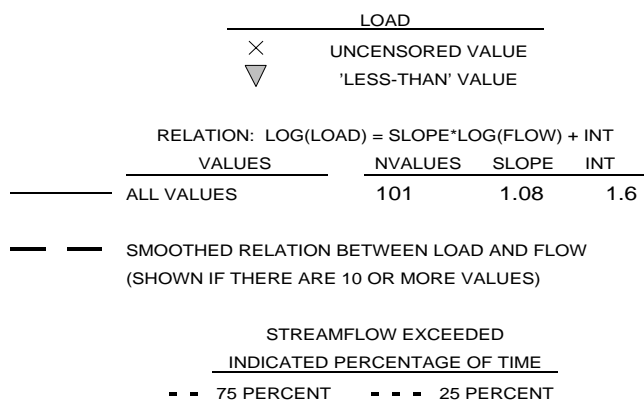 LOAD
UNCENSORED VALUE
'LESS-THAN' VALUE
RELATION: LOG(LOAD) = SLOPE*LOG(FLOW) + INT
VALUES NVALUES SLOPE INT
ALL VALUES 101 1.08 1.6
SMOOTHED RELATION BETWEEN LOAD AND FLOW
(SHOWN IF THERE ARE 10 OR MORE VALUES)
STREAMFLOW EXCEEDED
INDICATED PERCENTAGE OF TIME
75 PERCENT 25 PERCENT